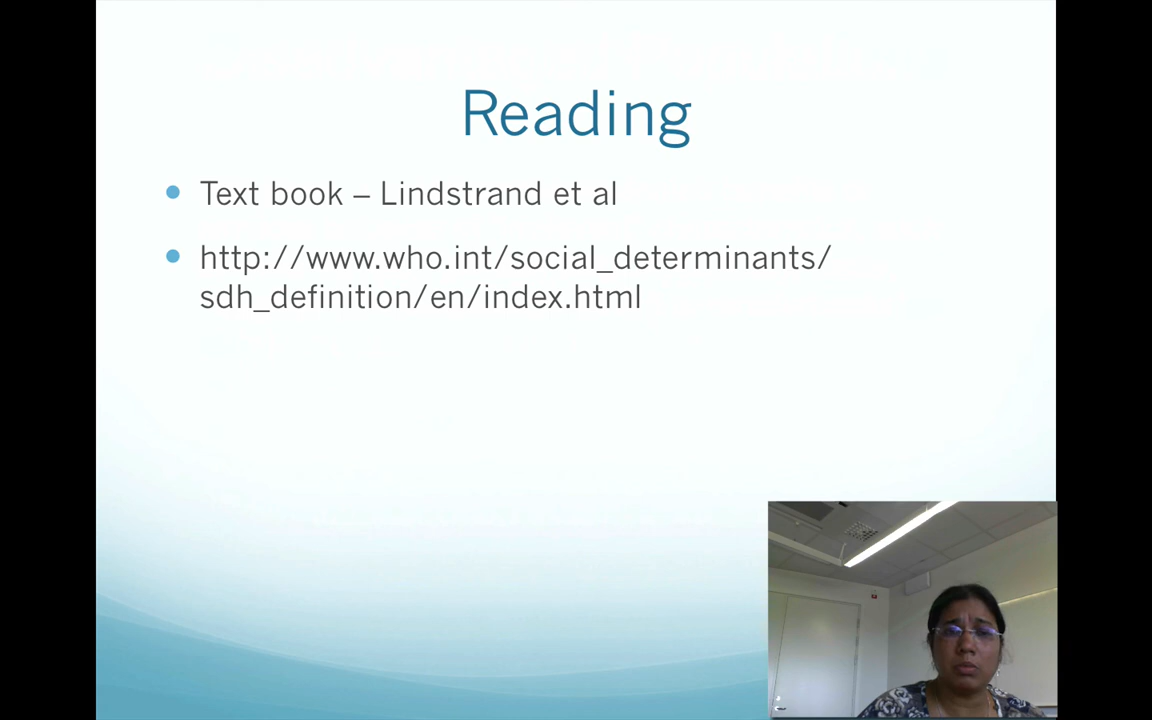 Reading
Text book – Lindstrand et al
http://www.who.int/social_determinants/
sdh_definition/en/index.html